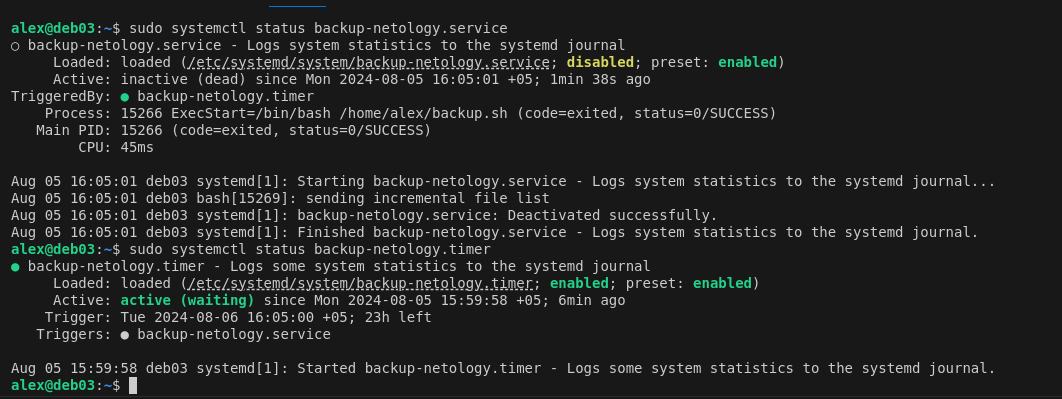 alex@deb03:~$ sudo systemctl status backup-netology.service
○ backup-netology.service - Logs system statistics to the systemd journal
     Loaded: loaded (/etc/systemd/system/backup-netology.service; disabled; preset: enabled)
     Active: inactive (dead) since Mon 2024-08-05 16:05:01 +05; 1min 38s ago
TriggeredBy: ● backup-netology.timer
    Process: 15266 ExecStart=/bin/bash /home/alex/backup.sh (code=exited, status=0/SUCCESS)
   Main PID: 15266 (code=exited, status=0/SUCCESS)
        CPU: 45ms

Aug 05 16:05:01 deb03 systemd[1]: Starting backup-netology.service - Logs system statistics to the systemd journal...
Aug 05 16:05:01 deb03 bash[15269]: sending incremental file list
Aug 05 16:05:01 deb03 systemd[1]: backup-netology.service: Deactivated successfully.
Aug 05 16:05:01 deb03 systemd[1]: Finished backup-netology.service - Logs system statistics to the systemd journal.
alex@deb03:~$ sudo systemctl status backup-netology.timer
● backup-netology.timer - Logs some system statistics to the systemd journal
     Loaded: loaded (/etc/systemd/system/backup-netology.timer; enabled; preset: enabled)
     Active: active (waiting) since Mon 2024-08-05 15:59:58 +05; 6min ago
    Trigger: Tue 2024-08-06 16:05:00 +05; 23h left
   Triggers: ● backup-netology.service

Aug 05 15:59:58 deb03 systemd[1]: Started backup-netology.timer - Logs some system statistics to the systemd journal.
alex@deb03:~$